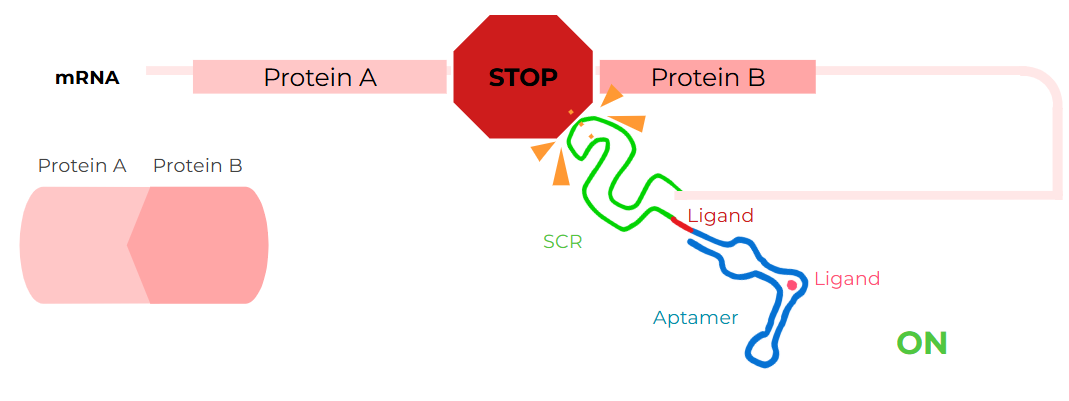 mRNA
Protein A
STOP
Protein B
Protein A
Protein B
SCR
Ligand
Ligand
Aptamer
ON